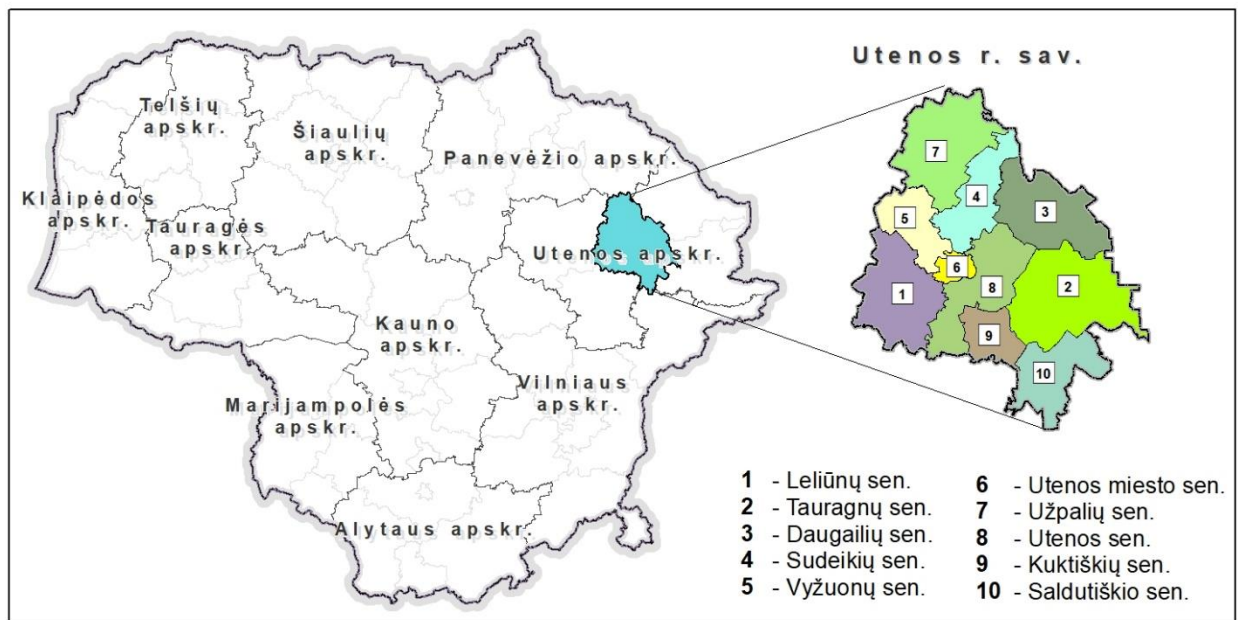 Utenos r. sav.
Telšių
apskr.
Šiaulių
apskr.
Panevėžio apskr.
Klaipėdos
apskr.
Tauragės
apskr.
Utenos apskr.
Kauno
apskr.
Vilniaus
apskr.
Marijampolės
apskr.
Alytaus apskr.
7
4
3
5
6
8
2
1
9
10
1 - Leliūnų sen.
2 - Tauragnų sen.
3 - Daugailių sen.
4 - Sudeikių sen.
5 - Vyžuonų sen.
6 - Utenos miesto sen.
7 - Užpalių sen.
8 - Utenos sen.
9 - Kuktiškių sen.
10 - Saldutiškio sen.